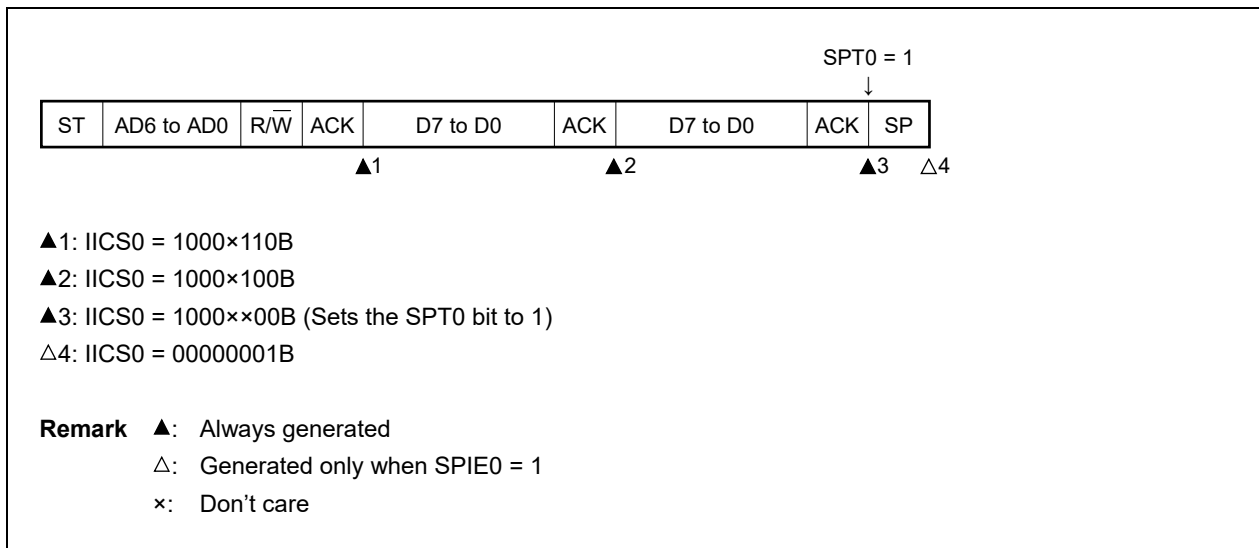 SPT0 = 1
↓
ST AD6 to AD0 R/W̅ ACK D7 to D0 ACK D7 to D0 ACK SP
▲1 ▲2 ▲3 △4
▲1: IICS0 = 1000×110B
▲2: IICS0 = 1000×100B
▲3: IICS0 = 1000××00B (Sets the SPT0 bit to 1)
△4: IICS0 = 00000001B
Remark ▲: Always generated
△: Generated only when SPIE0 = 1
×: Don’t care